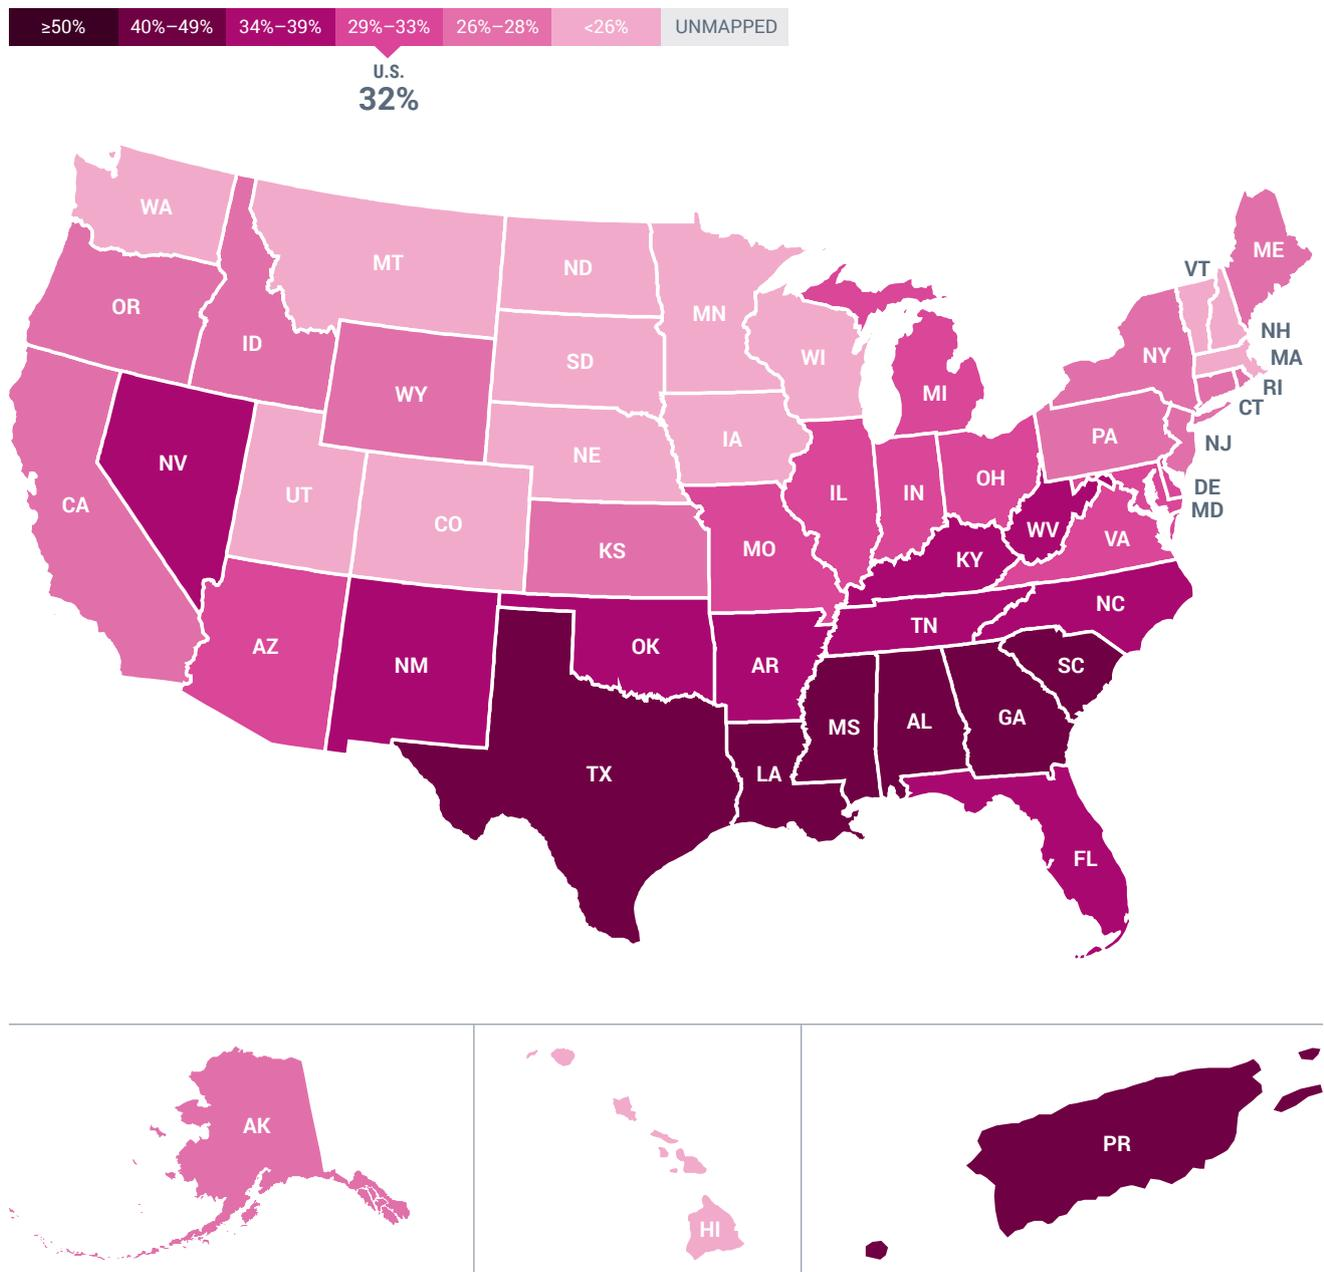 ≥50% 40%–49% 34%–39% 29%–33% 26%–28% <26% UNMAPPED
U.S.
32%
WA
MT
ND
MN
OR
ID
SD
WI
MI
NY
VT
ME
NH
MA
RI
CT
WY
NV
CA
UT
CO
NE
IA
IL
IN
OH
PA
NJ
DE
MD
KS
MO
WV
VA
KY
NC
TN
AZ
NM
OK
AR
SC
MS
AL
GA
TX
LA
FL
AK
HI
PR